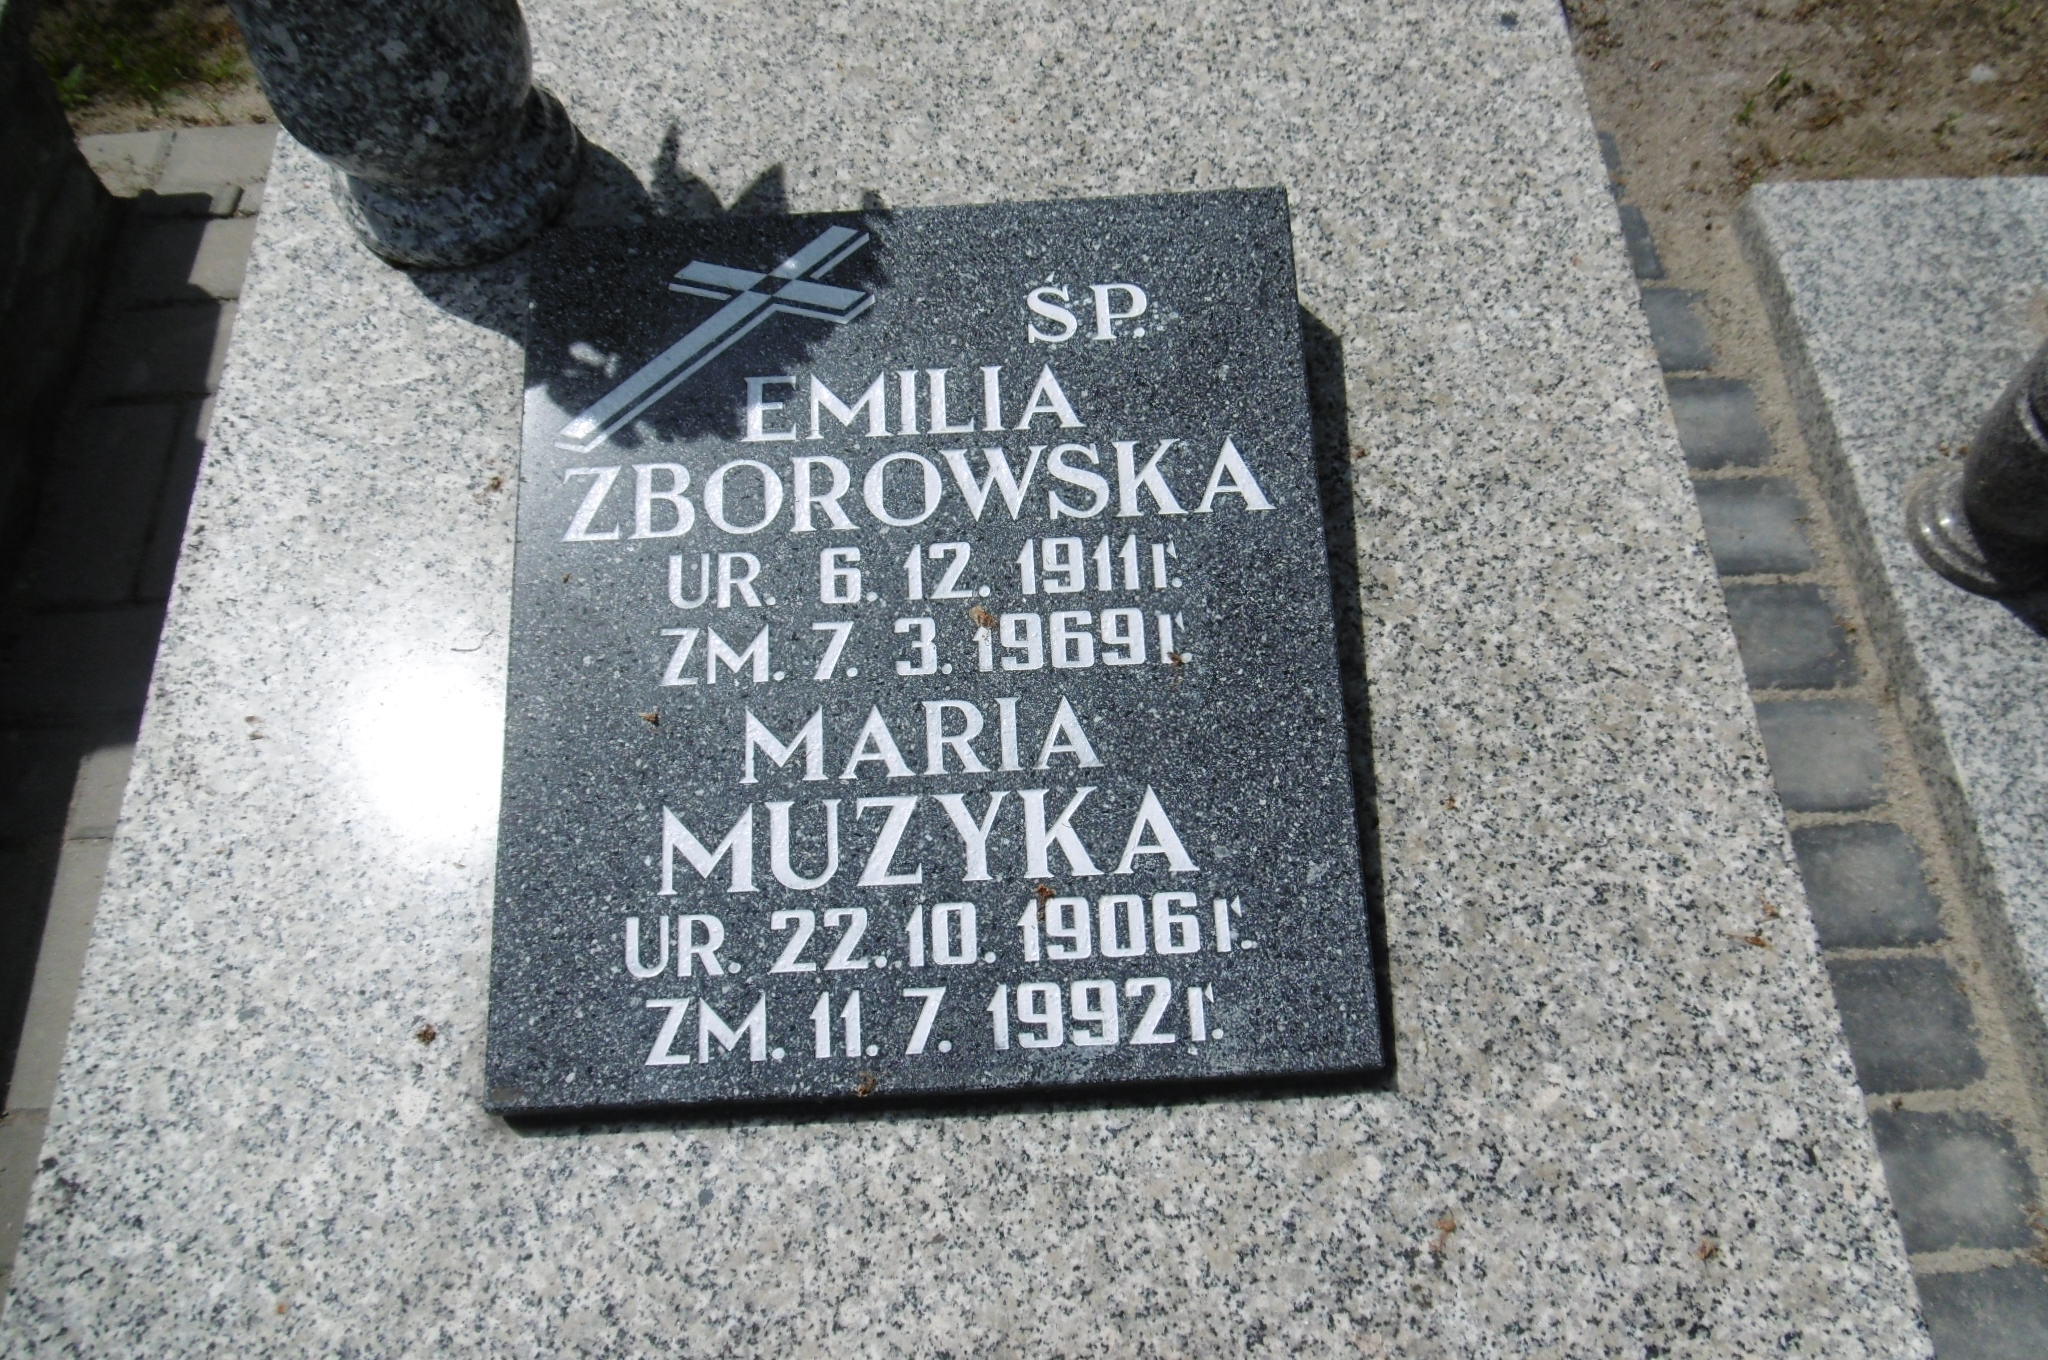 Ś.P.
EMILIA
ZBOROWSKA
UR. 6. 12. 1911 r.
ZM. 7. 3. 1969 r.
MARIA
MUZYKA
UR. 22. 10. 1906 r.
ZM. 11. 7. 1992 r.